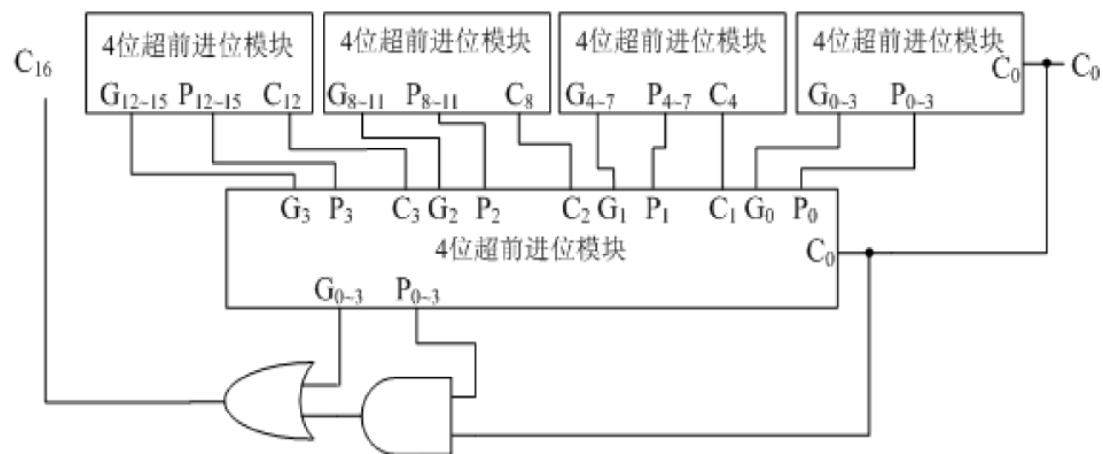 4位超前进位模块 4位超前进位模块 4位超前进位模块 4位超前进位模块
C₁₆ C₀ C₀
G₁₂~₁₅ P₁₂~₁₅ C₁₂ G₈~₁₁ P₈~₁₁ C₈ G₄~₇ P₄~₇ C₄ G₀~₃ P₀~₃
G₃ P₃ C₃ G₂ P₂ C₂ G₁ P₁ C₁ G₀ P₀
4位超前进位模块 C₀
G₀~₃ P₀~₃